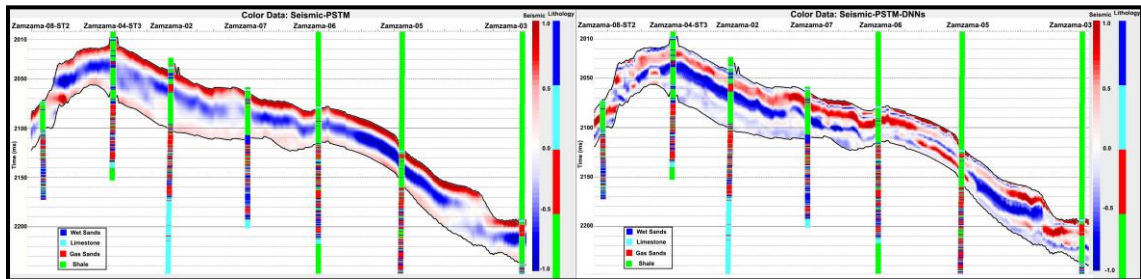 Color Data: Seismic-PSTM
Zamzama-08-ST2 Zamzama-04-ST3 Zamzama-02 Zamzama-07 Zamzama-06 Zamzama-05 Zamzama-03
Seismic Lithology
2010
2050
2100
2150
2200
Time (ms)
1.0
0.5
0.0
-0.5
-1.0
Wet Sands
Limestone
Gas Sands
Shale
Color Data: Seismic-PSTM-DNNs
Zamzama-08-ST2 Zamzama-04-ST3 Zamzama-02 Zamzama-07 Zamzama-06 Zamzama-05 Zamzama-03
Seismic Lithology
2010
2050
2100
2150
2200
Time (ms)
1.0
0.5
0.0
-0.5
-1.0
Wet Sands
Limestone
Gas Sands
Shale